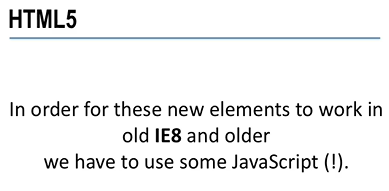 HTML5
In order for these new elements to work in
old IE8 and older
we have to use some JavaScript (!).